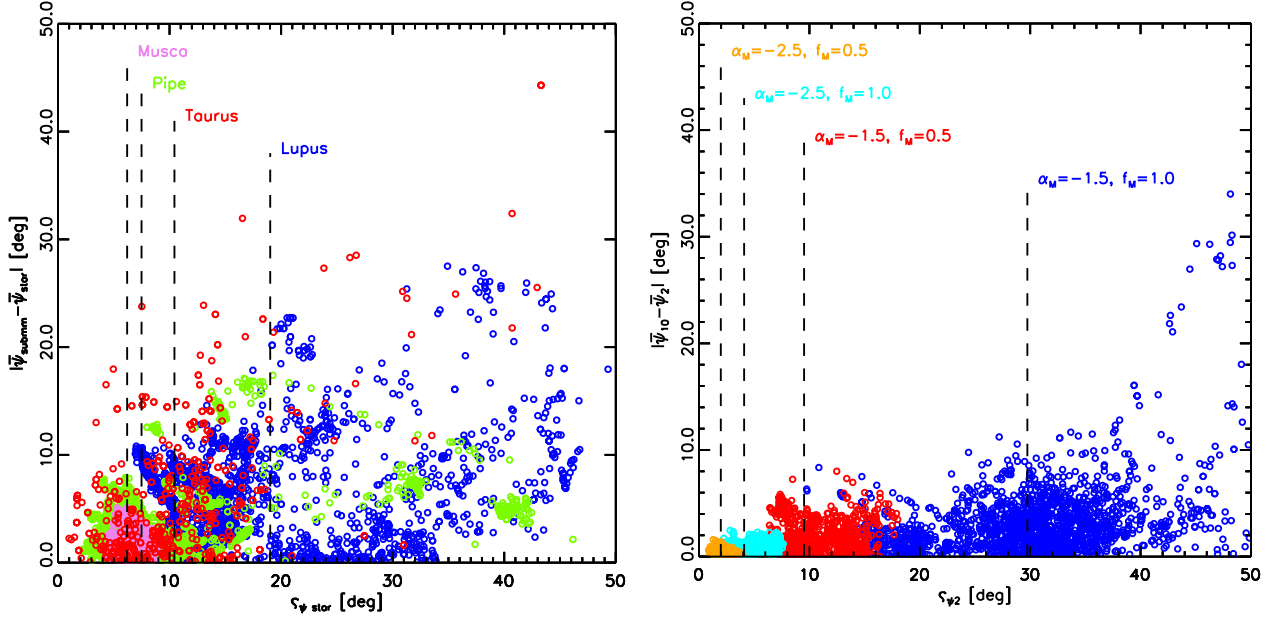 50.0
40.0
30.0
20.0
10.0
0.0
|ψ̅submm−ψ̅star| [deg]
Musca
Pipe
Taurus
Lupus
0 10 20 30 40 50
ςψ star [deg]
50.0
40.0
30.0
20.0
10.0
0.0
|ψ̅10−ψ̅2| [deg]
αM=−2.5, fM=0.5
αM=−2.5, fM=1.0
αM=−1.5, fM=0.5
αM=−1.5, fM=1.0
0 10 20 30 40 50
ςψ2 [deg]